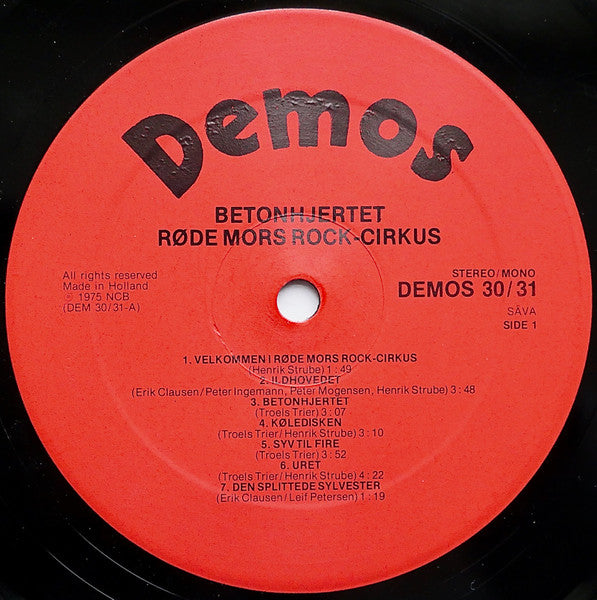 Demos
BETONHJERTET
RØDE MORS ROCK-CIRKUS
All rights reserved
Made in Holland
℗ 1975 NCB
(DEM 30/31-A)
STEREO/MONO
DEMOS 30/31
SÅVA
SIDE 1
1. VELKOMMEN I RØDE MORS ROCK-CIRKUS
(Henrik Strube) 1:49
2. ILDHOVEDET
(Erik Clausen/Peter Ingemann, Peter Mogensen, Henrik Strube) 3:48
3. BETONHJERTET
(Troels Trier) 3:07
4. KØLEDISKEN
(Troels Trier/Henrik Strube) 3:10
5. SYV TIL FIRE
(Troels Trier) 3:52
6. URET
(Troels Trier/Henrik Strube) 4:22
7. DEN SPLITTEDE SYLVESTER
(Erik Clausen/Leif Petersen) 1:19